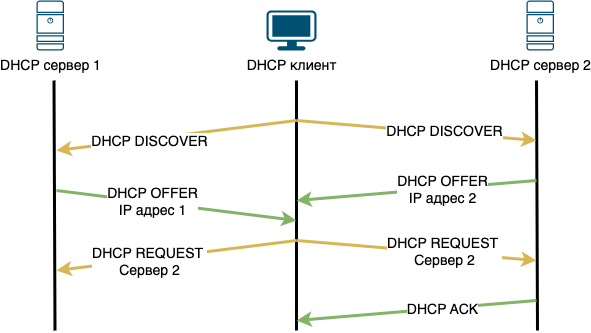 DHCP сервер 1
DHCP клиент
DHCP сервер 2
DHCP DISCOVER
DHCP DISCOVER
DHCP OFFER
IP адрес 1
DHCP OFFER
IP адрес 2
DHCP REQUEST
Сервер 2
DHCP REQUEST
Сервер 2
DHCP ACK